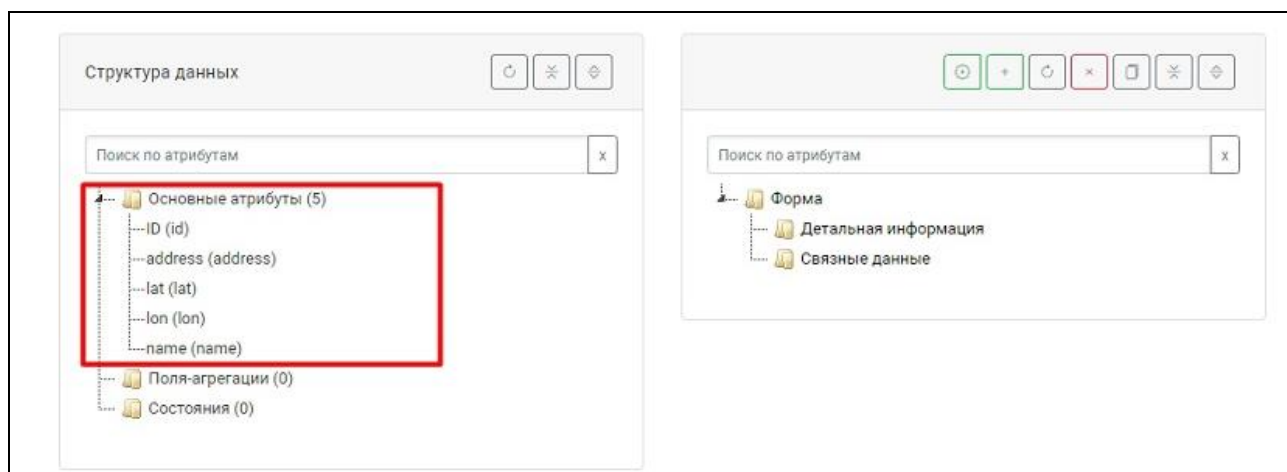 Структура данных
Поиск по атрибутам
x
Основные атрибуты (5)
ID (id)
address (address)
lat (lat)
lon (lon)
name (name)
Поля-агрегации (0)
Состояния (0)
Поиск по атрибутам
x
Форма
Детальная информация
Связные данные